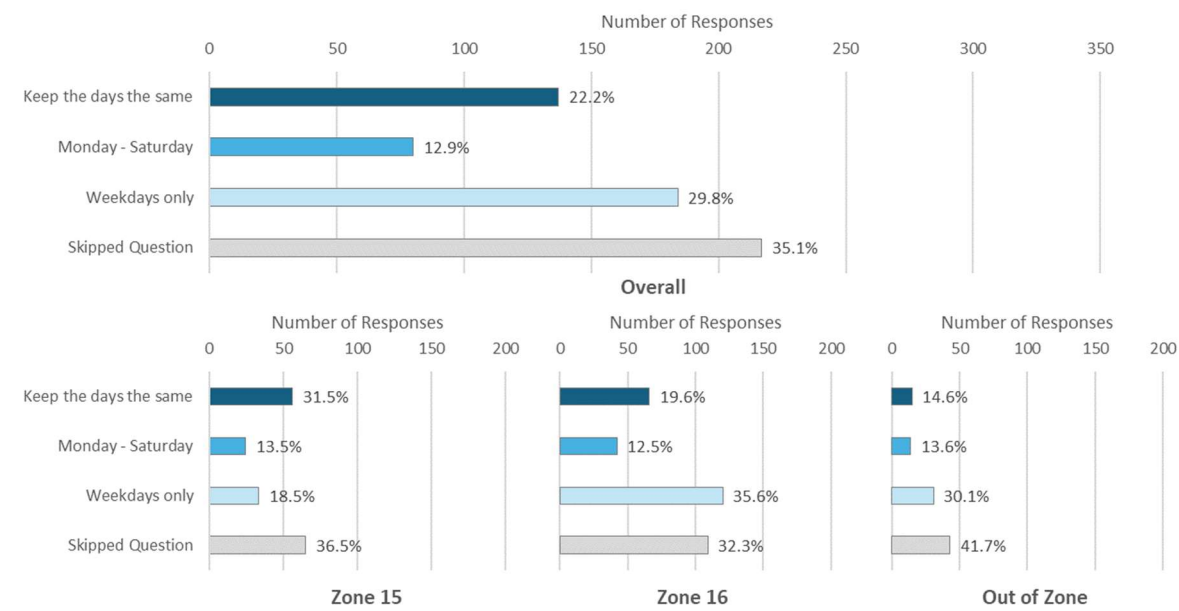 Number of Responses
0 50 100 150 200 250 300 350
Keep the days the same 22.2%
Monday - Saturday 12.9%
Weekdays only 29.8%
Skipped Question 35.1%
Overall
Number of Responses Number of Responses Number of Responses
0 50 100 150 200 0 50 100 150 200 0 50 100 150 200
Keep the days the same 31.5% 19.6% 14.6%
Monday - Saturday 13.5% 12.5% 13.6%
Weekdays only 18.5% 35.6% 30.1%
Skipped Question 36.5% 32.3% 41.7%
Zone 15 Zone 16 Out of Zone